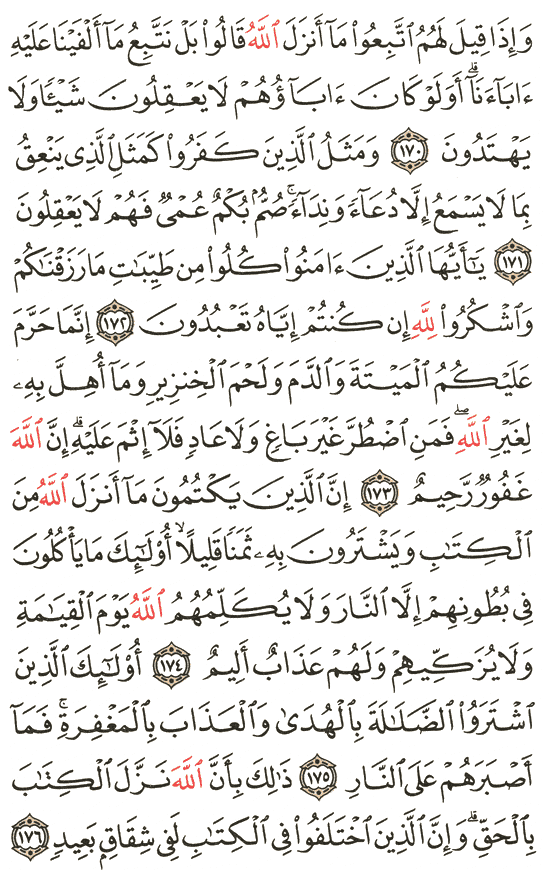 وَإِذَا قِيلَ لَهُمُ ٱتَّبِعُوا۟ مَآ أَنزَلَ ٱللَّهُ قَالُوا۟ بَلْ نَتَّبِعُ مَآ أَلْفَيْنَا عَلَيْهِ
ءَابَآءَنَآ ۗ أَوَلَوْ كَانَ ءَابَآؤُهُمْ لَا يَعْقِلُونَ شَيْـًٔا وَلَا
يَهْتَدُونَ ١٧٠ وَمَثَلُ ٱلَّذِينَ كَفَرُوا۟ كَمَثَلِ ٱلَّذِى يَنْعِقُ
بِمَا لَا يَسْمَعُ إِلَّا دُعَآءً وَنِدَآءً ۚ صُمٌّۢ بُكْمٌ عُمْىٌ فَهُمْ لَا يَعْقِلُونَ
١٧١ يَـٰٓأَيُّهَا ٱلَّذِينَ ءَامَنُوا۟ كُلُوا۟ مِن طَيِّبَـٰتِ مَا رَزَقْنَـٰكُمْ
وَٱشْكُرُوا۟ لِلَّهِ إِن كُنتُمْ إِيَّاهُ تَعْبُدُونَ ١٧٢ إِنَّمَا حَرَّمَ
عَلَيْكُمُ ٱلْمَيْتَةَ وَٱلدَّمَ وَلَحْمَ ٱلْخِنزِيرِ وَمَآ أُهِلَّ بِهِۦ
لِغَيْرِ ٱللَّهِ ۖ فَمَنِ ٱضْطُرَّ غَيْرَ بَاغٍ وَلَا عَادٍ فَلَآ إِثْمَ عَلَيْهِ ۚ إِنَّ ٱللَّهَ
غَفُورٌ رَّحِيمٌ ١٧٣ إِنَّ ٱلَّذِينَ يَكْتُمُونَ مَآ أَنزَلَ ٱللَّهُ مِنَ
ٱلْكِتَـٰبِ وَيَشْتَرُونَ بِهِۦ ثَمَنًا قَلِيلًا ۙ أُو۟لَـٰٓئِكَ مَا يَأْكُلُونَ
فِى بُطُونِهِمْ إِلَّا ٱلنَّارَ وَلَا يُكَلِّمُهُمُ ٱللَّهُ يَوْمَ ٱلْقِيَـٰمَةِ
وَلَا يُزَكِّيهِمْ وَلَهُمْ عَذَابٌ أَلِيمٌ ١٧٤ أُو۟لَـٰٓئِكَ ٱلَّذِينَ
ٱشْتَرَوُا۟ ٱلضَّلَـٰلَةَ بِٱلْهُدَىٰ وَٱلْعَذَابَ بِٱلْمَغْفِرَةِ ۚ فَمَآ
أَصْبَرَهُمْ عَلَى ٱلنَّارِ ١٧٥ ذَٰلِكَ بِأَنَّ ٱللَّهَ نَزَّلَ ٱلْكِتَـٰبَ
بِٱلْحَقِّ ۗ وَإِنَّ ٱلَّذِينَ ٱخْتَلَفُوا۟ فِى ٱلْكِتَـٰبِ لَفِى شِقَاقٍۭ بَعِيدٍ ١٧٦